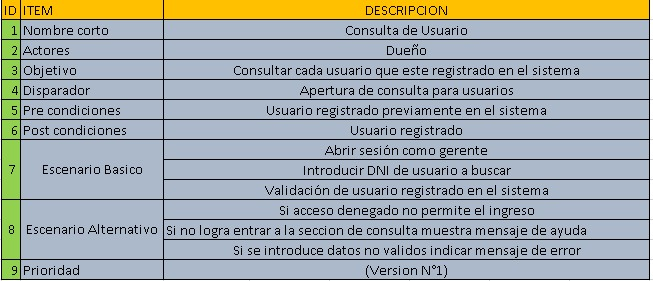 ID ITEM DESCRIPCION
1 Nombre corto Consulta de Usuario
2 Actores Dueño
3 Objetivo Consultar cada usuario que este registrado en el sistema
4 Disparador Apertura de consulta para usuarios
5 Pre condiciones Usuario registrado previamente en el sistema
6 Post condiciones Usuario registrado
7 Escenario Basico Abrir sesión como gerente
Introducir DNI de usuario a buscar
Validación de usuario registrado en el sistema
8 Escenario Alternativo Si acceso denegado no permite el ingreso
Si no logra entrar a la seccion de consulta muestra mensaje de ayuda
Si se introduce datos no validos indicar mensaje de error
9 Prioridad (Version N°1)